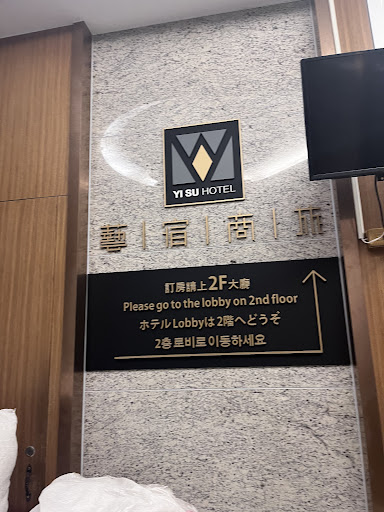 YI SU HOTEL
藝宿商旅
訂房請上2F大廳
Please go to the lobby on 2nd floor
ホテルLobbyは2階へどうぞ
2층 로비로 이동하세요